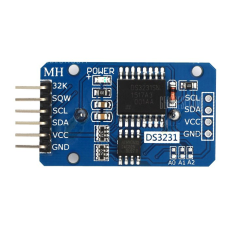 MH
POWER
+
32K
SQW
SCL
SDA
VCC
GND
SCL
SDA
VCC
GND
DS3231
A0 A1 A2